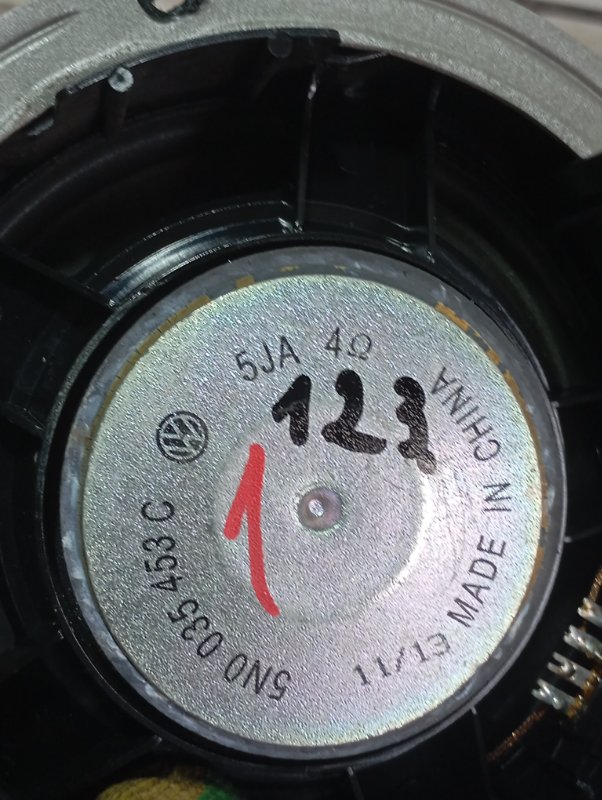 5JA 4Ω
123
1
5N0 035 453 C
11/13 MADE IN CHINA